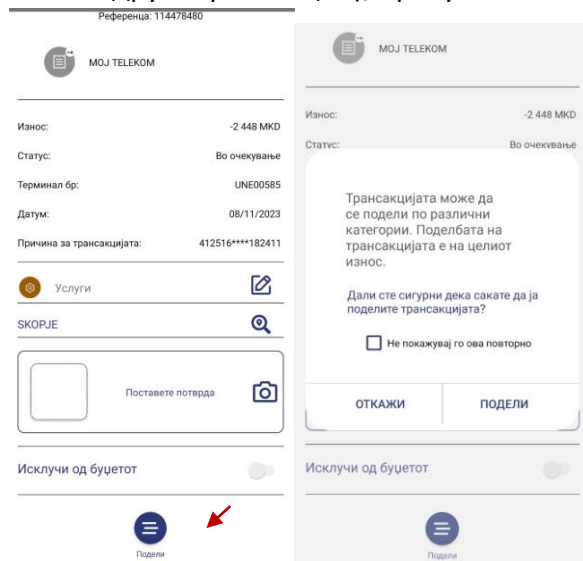 Референца: 114478480
МОЈ TELEKOM
Износ: -2 448 MKD
Статус: Во очекување
Терминал бр: UNE00585
Датум: 08/11/2023
Причина за трансакцијата: 412516****182411
Услуги
SKOPJE
Поставете потврда
Исклучи од буџетот
Подели
МОЈ TELEKOM
Износ: -2 448 MKD
Статус: Во очекување
Трансакцијата може да
се подели по различни
категории. Поделбата на
трансакцијата е на целиот
износ.
Дали сте сигурни дека сакате да ја
поделите трансакцијата?
Не покажувај го ова повторно
ОТКАЖИ ПОДЕЛИ
Исклучи од буџетот
Подели